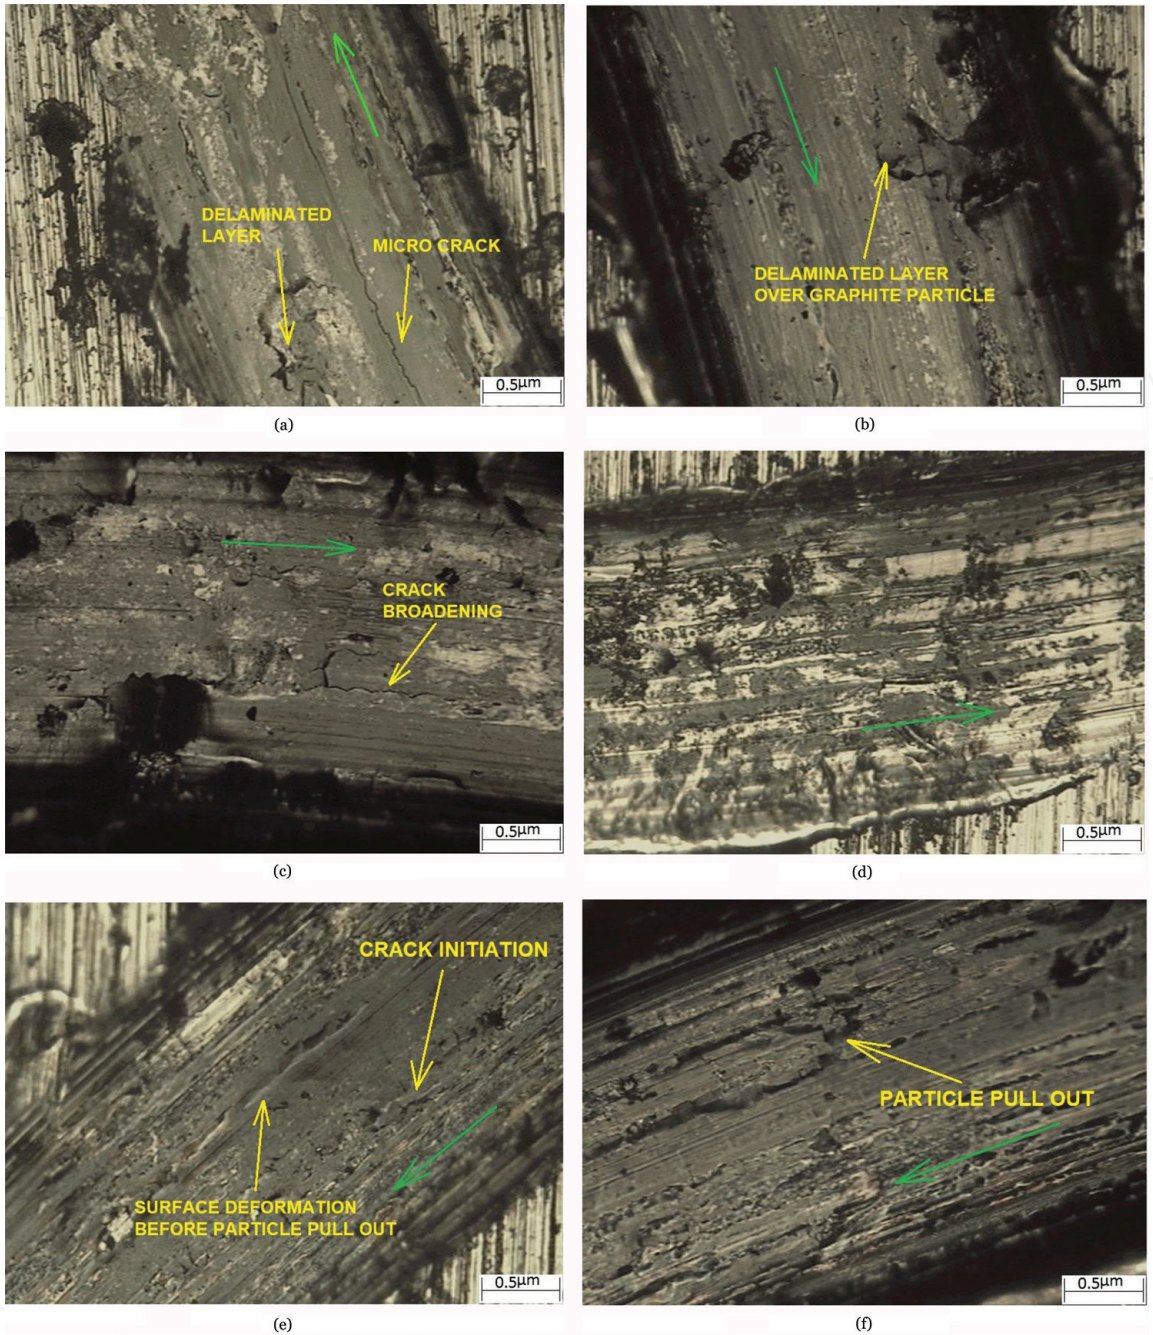 DELAMINATED
LAYER
MICRO CRACK
0.5µm
(a)
DELAMINATED LAYER
OVER GRAPHITE PARTICLE
0.5µm
(b)
CRACK
BROADENING
0.5µm
(c)
0.5µm
(d)
CRACK INITIATION
SURFACE DEFORMATION
BEFORE PARTICLE PULL OUT
0.5µm
(e)
PARTICLE PULL OUT
0.5µm
(f)